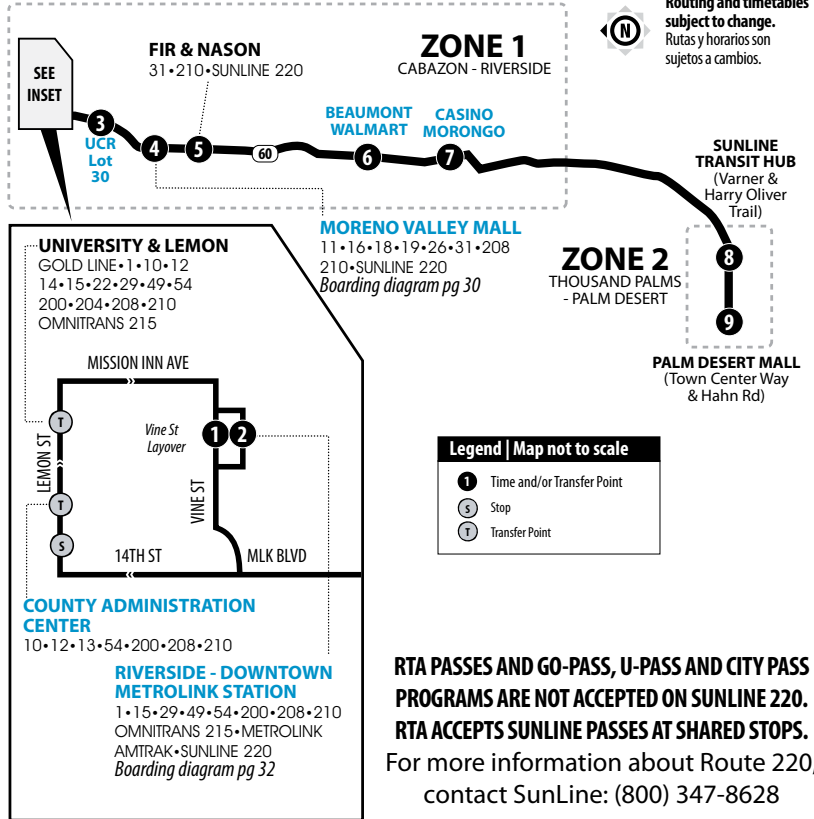 Routing and timetables
subject to change.
Rutas y horarios son
sujetos a cambios.
N
SEE
INSET
FIR & NASON
31•210•SUNLINE 220
ZONE 1
CABAZON - RIVERSIDE
3
UCR
Lot
30
4
5
60
BEAUMONT
WALMART
6
CASINO
MORONGO
7
SUNLINE
TRANSIT HUB
(Varner &
Harry Oliver
Trail)
MORENO VALLEY MALL
11•16•18•19•26•31•208
210•SUNLINE 220
Boarding diagram pg 30
ZONE 2
THOUSAND PALMS
- PALM DESERT
8
9
PALM DESERT MALL
(Town Center Way
& Hahn Rd)
UNIVERSITY & LEMON
GOLD LINE•1•10•12
14•15•22•29•49•54
200•204•208•210
OMNITRANS 215
MISSION INN AVE
T
Vine St
Layover
1
2
LEMON ST
VINE ST
T
S
14TH ST
MLK BLVD
COUNTY ADMINISTRATION
CENTER
10•12•13•54•200•208•210
RIVERSIDE - DOWNTOWN
METROLINK STATION
1•15•29•49•54•200•208•210
OMNITRANS 215•METROLINK
AMTRAK•SUNLINE 220
Boarding diagram pg 32
Legend | Map not to scale
1 Time and/or Transfer Point
S Stop
T Transfer Point
RTA PASSES AND GO-PASS, U-PASS AND CITY PASS
PROGRAMS ARE NOT ACCEPTED ON SUNLINE 220.
RTA ACCEPTS SUNLINE PASSES AT SHARED STOPS.
For more information about Route 220,
contact SunLine: (800) 347-8628